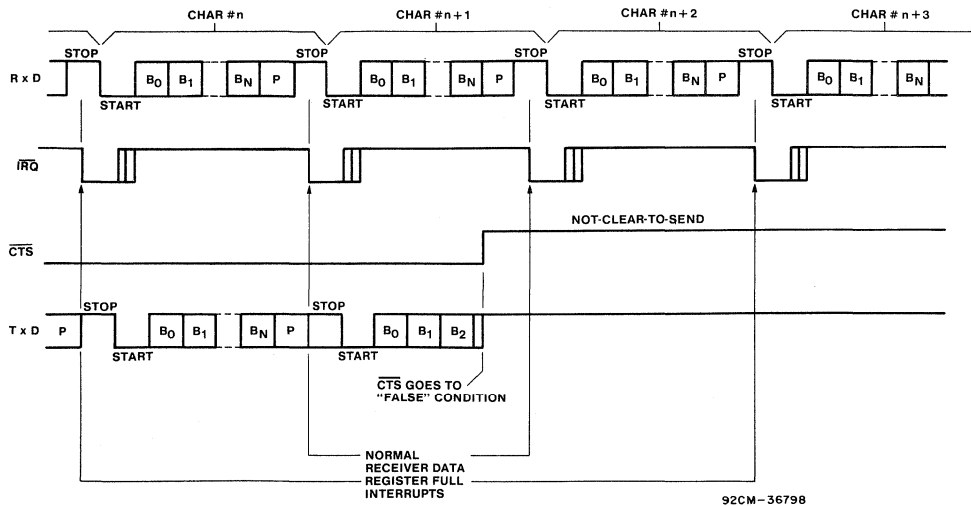 CHAR #n CHAR #n+1 CHAR #n+2 CHAR #n+3
STOP STOP STOP STOP
R x D B0 B1 BN P B0 B1 BN P B0 B1 BN P B0 B1 BN
START START START START
IRQ
NOT-CLEAR-TO-SEND
CTS
STOP STOP
T x D P B0 B1 BN P B0 B1 B2
START START
CTS GOES TO
"FALSE" CONDITION
NORMAL
RECEIVER DATA
REGISTER FULL
INTERRUPTS
92CM-36798